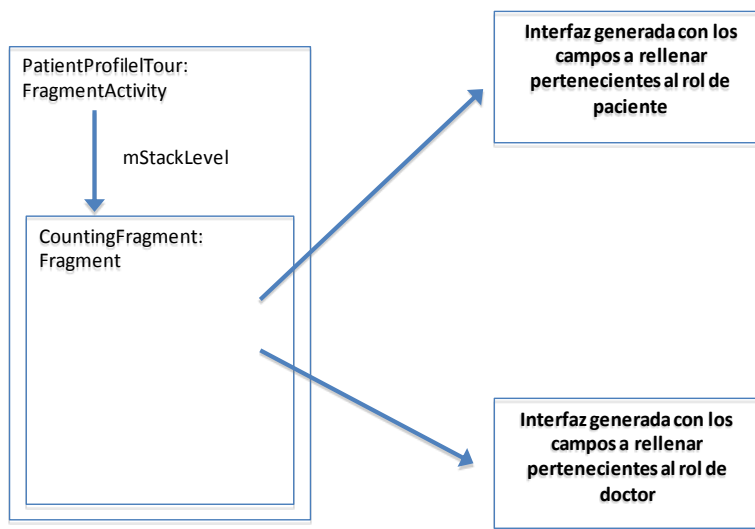 PatientProfilelTour:
FragmentActivity
mStackLevel
CountingFragment:
Fragment
Interfaz generada con los
campos a rellenar
pertenecientes al rol de
paciente
Interfaz generada con los
campos a rellenar
pertenecientes al rol de
doctor